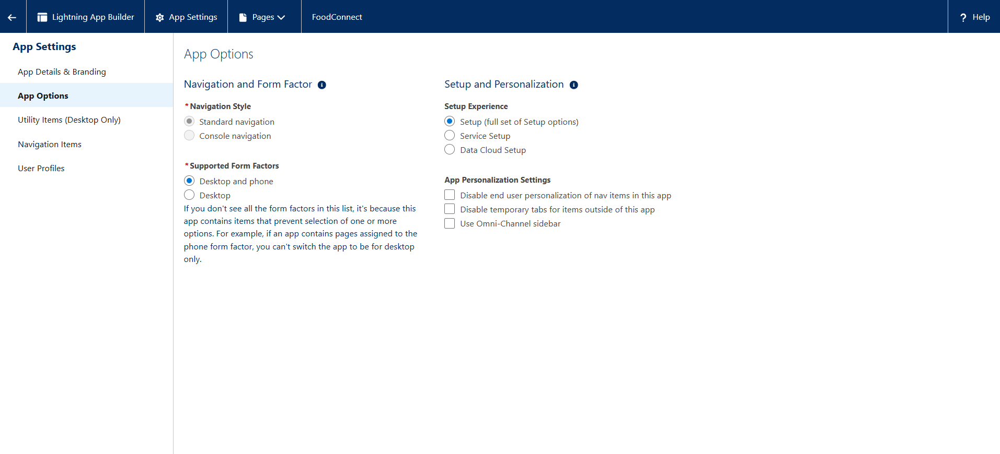 Lightning App Builder
App Settings
Pages
FoodConnect
? Help
App Settings
App Details & Branding
App Options
Utility Items (Desktop Only)
Navigation Items
User Profiles
App Options
Navigation and Form Factor
* Navigation Style
Standard navigation
Console navigation
* Supported Form Factors
Desktop and phone
Desktop
If you don't see all the form factors in this list, it's because this
app contains items that prevent selection of one or more
options. For example, if an app contains pages assigned to the
phone form factor, you can't switch the app to be for desktop
only.
Setup and Personalization
Setup Experience
Setup (full set of Setup options)
Service Setup
Data Cloud Setup
App Personalization Settings
Disable end user personalization of nav items in this app
Disable temporary tabs for items outside of this app
Use Omni-Channel sidebar